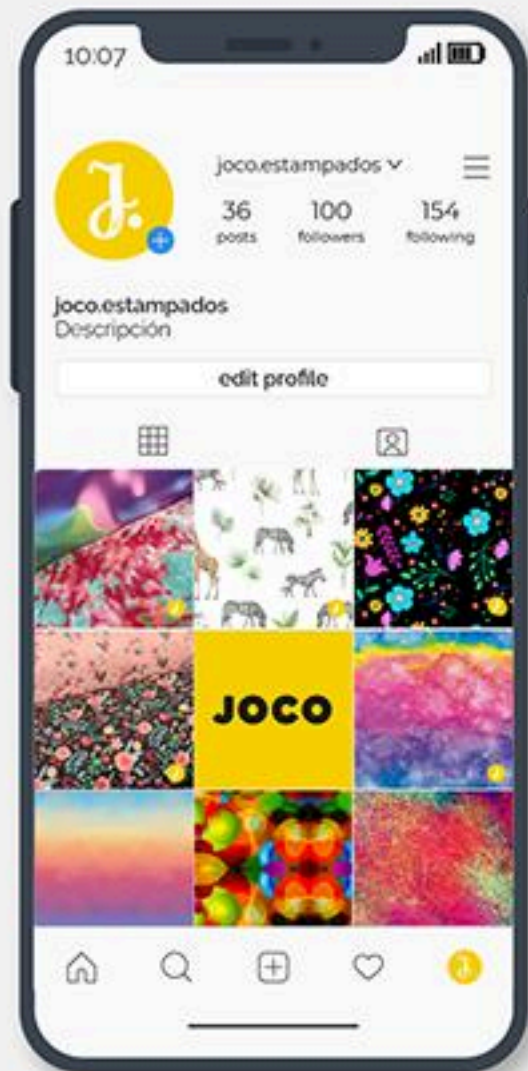 10:07
J.
joco.estampados
36 100 154
posts followers following
joco.estampados
Descripción
edit profile
JOCO
J.